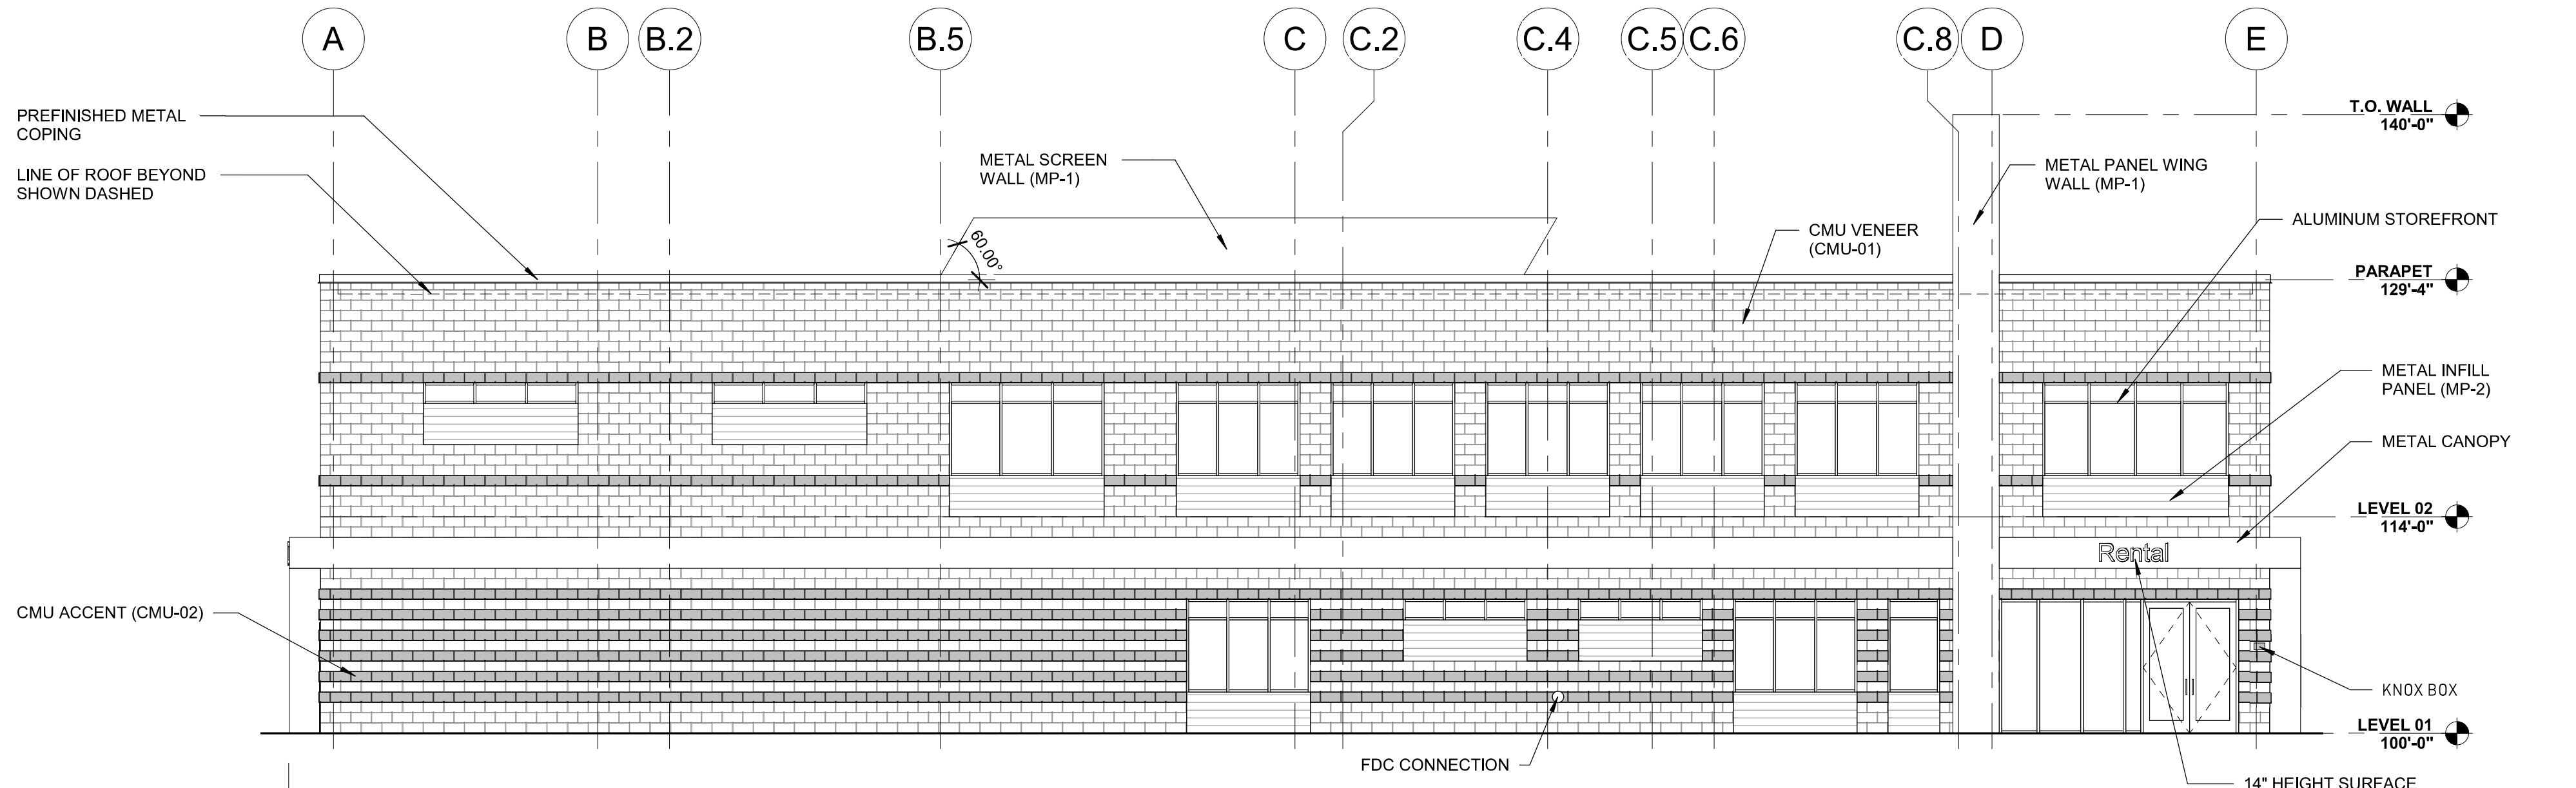 A
B
B.2
B.5
C
C.2
C.4
C.5
C.6
C.8
D
E
PREFINISHED METAL
COPING
LINE OF ROOF BEYOND
SHOWN DASHED
METAL SCREEN
WALL (MP-1)
60.00°
CMU VENEER
(CMU-01)
T.O. WALL
140'-0"
METAL PANEL WING
WALL (MP-1)
ALUMINUM STOREFRONT
PARAPET
129'-4"
METAL INFILL
PANEL (MP-2)
METAL CANOPY
LEVEL 02
114'-0"
Rental
CMU ACCENT (CMU-02)
KNOX BOX
LEVEL 01
100'-0"
FDC CONNECTION
14" HEIGHT SURFACE